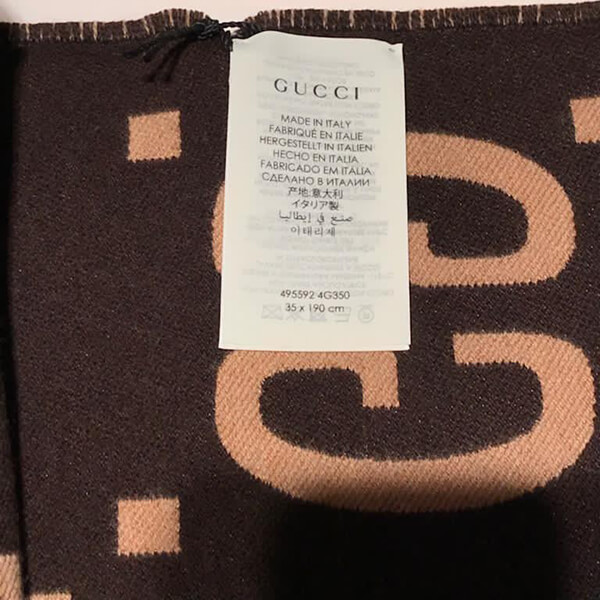 GUCCI
MADE IN ITALY
FABRIQUÉ EN ITALIE
HERGESTELLT IN ITALIEN
HECHO EN ITALIA
FABRICADO EM ITÁLIA
СДЕЛАНО В ИТАЛИИ
产地:意大利
イタリア製
صنع في إيطاليا
이태리제
495592 4G350
35 x 190 cm